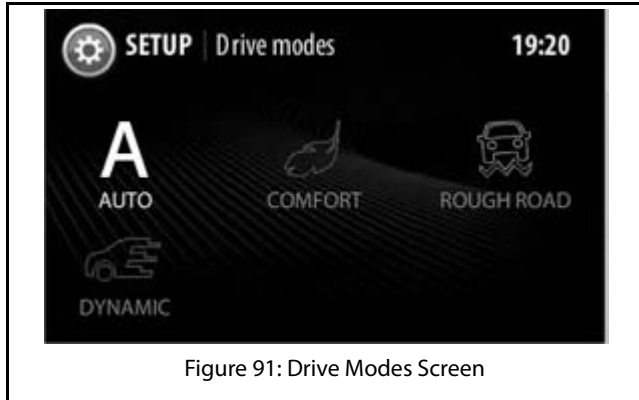 SETUP | Drive modes 19:20
A
AUTO COMFORT ROUGH ROAD
DYNAMIC
Figure 91: Drive Modes Screen